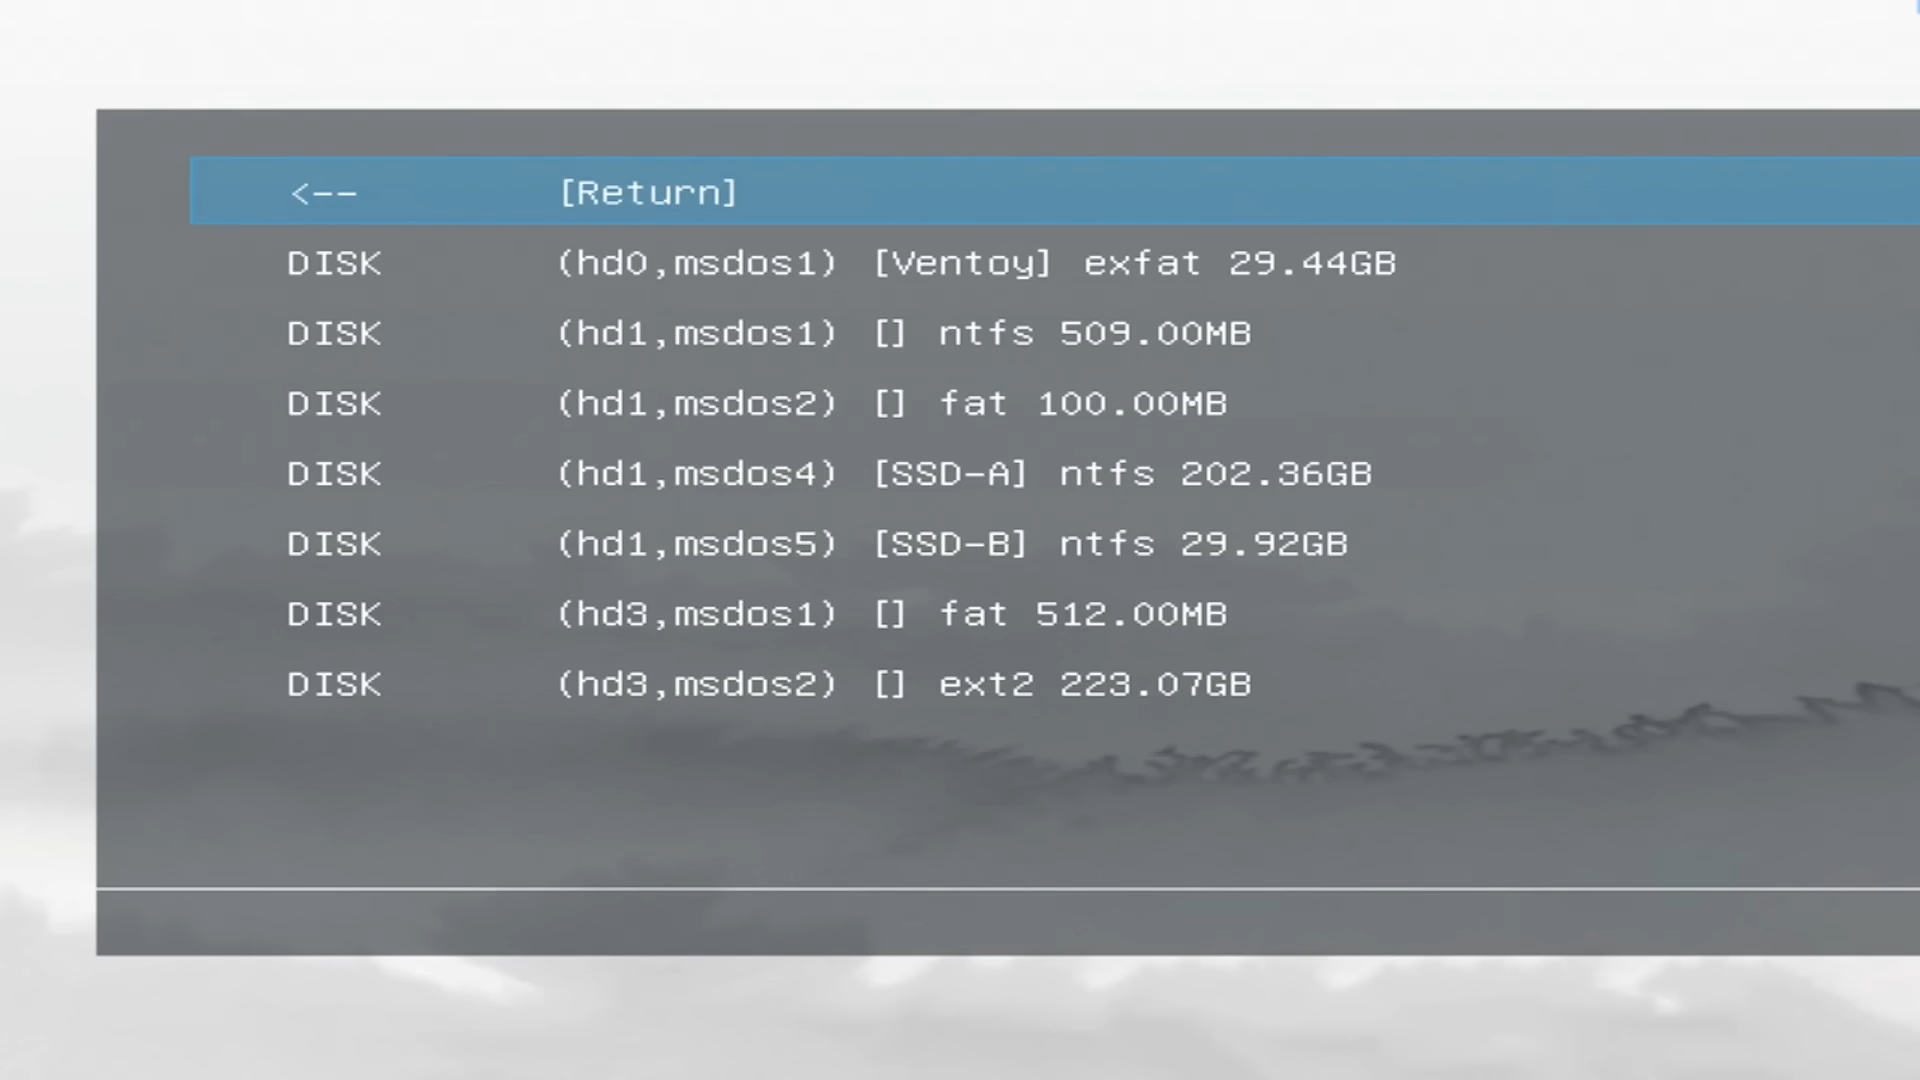 <-- [Return]
DISK (hd0,msdos1) [Ventoy] exfat 29.44GB
DISK (hd1,msdos1) [] ntfs 509.00MB
DISK (hd1,msdos2) [] fat 100.00MB
DISK (hd1,msdos4) [SSD-A] ntfs 202.36GB
DISK (hd1,msdos5) [SSD-B] ntfs 29.92GB
DISK (hd3,msdos1) [] fat 512.00MB
DISK (hd3,msdos2) [] ext2 223.07GB